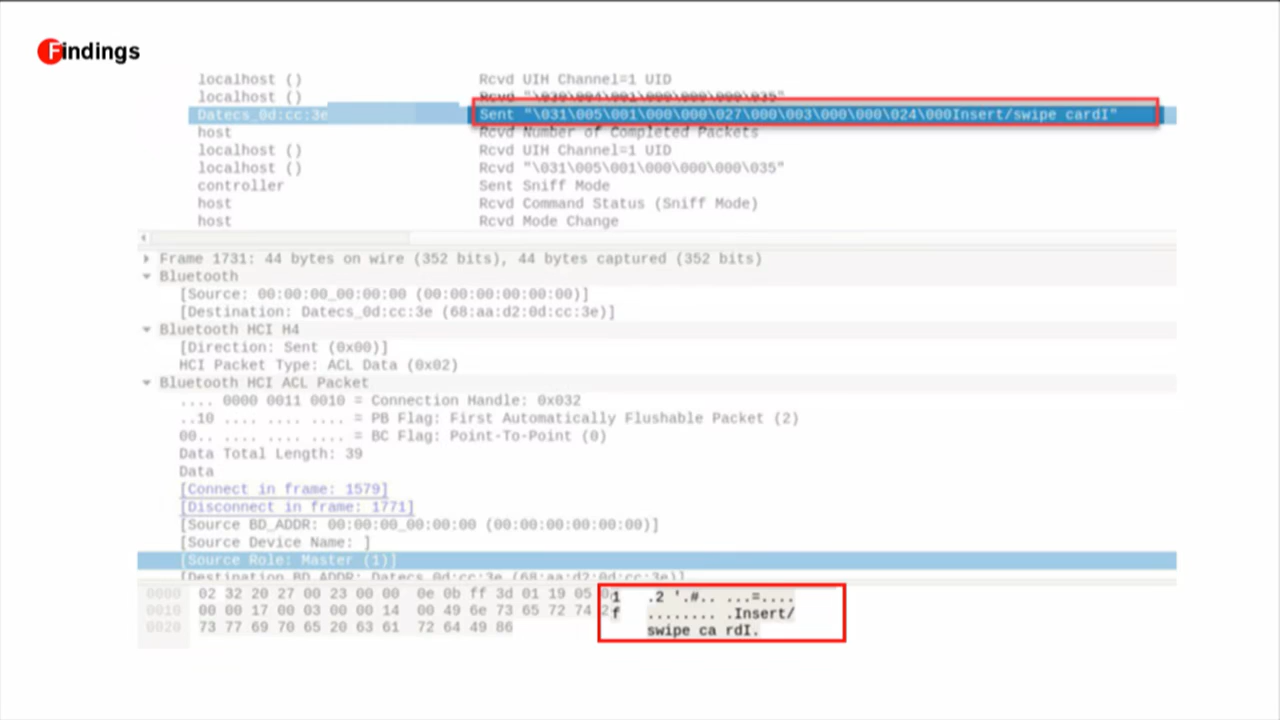 Findings
localhost () Rcvd UIH Channel=1 UID
localhost () Rcvd "\030\004\001\000\000\000\035"
Datecs_0d:cc:3e Sent "\031\005\001\000\000\027\000\003\000\000\024\000Insert/swipe cardI"
host Rcvd Number of Completed Packets
localhost () Rcvd UIH Channel=1 UID
localhost () Rcvd "\031\005\001\000\000\000\035"
controller Sent Sniff Mode
host Rcvd Command Status (Sniff Mode)
host Rcvd Mode Change
Frame 1731: 44 bytes on wire (352 bits), 44 bytes captured (352 bits)
Bluetooth
[Source: 00:00:00_00:00:00 (00:00:00:00:00:00)]
[Destination: Datecs_0d:cc:3e (68:aa:d2:0d:cc:3e)]
Bluetooth HCI H4
[Direction: Sent (0x00)]
HCI Packet Type: ACL Data (0x02)
Bluetooth HCI ACL Packet
.... 0000 0011 0010 = Connection Handle: 0x032
..10 .... .... .... = PB Flag: First Automatically Flushable Packet (2)
00.. .... .... .... = BC Flag: Point-To-Point (0)
Data Total Length: 39
Data
[Connect in frame: 1579]
[Disconnect in frame: 1771]
[Source BD_ADDR: 00:00:00_00:00:00 (00:00:00:00:00:00)]
[Source Device Name: ]
[Source Role: Master (1)]
[Destination BD_ADDR: Datecs_0d:cc:3e (68:aa:d2:0d:cc:3e)]
0000 02 32 20 27 00 23 00 00 0e 0b ff 3d 01 19 05 01 .2 '.#.. ...=....
0010 00 00 17 00 03 00 00 14 00 49 6e 73 65 72 74 2f ........ .Insert/
0020 73 77 69 70 65 20 63 61 72 64 49 86 swipe ca rdI.